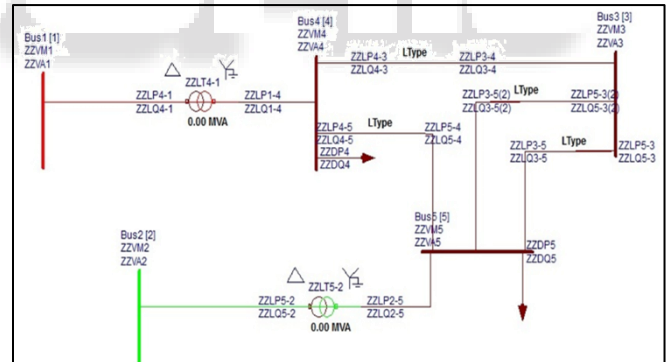 Bus1 [1]
ZZVM1
ZZVA1
ZZLP4-1
ZZLQ4-1
ZZLT4-1
0.00 MVA
ZZLP1-4
ZZLQ1-4
Bus4 [4]
ZZVM4
ZZVA4
ZZLP4-3
ZZLQ4-3
LType
ZZLP3-4
ZZLQ3-4
Bus3 [3]
ZZVM3
ZZVA3
ZZLP3-5(2)
ZZLQ3-5(2)
LType
ZZLP5-3(2)
ZZLQ5-3(2)
ZZLP4-5
ZZLQ4-5
LType
ZZLP5-4
ZZLQ5-4
ZZDP4
ZZDQ4
ZZLP3-5
ZZLQ3-5
LType
ZZLP5-3
ZZLQ5-3
Bus5 [5]
ZZVM5
ZZVA5
ZZDP5
ZZDQ5
Bus2 [2]
ZZVM2
ZZVA2
ZZLP5-2
ZZLQ5-2
ZZLT5-2
0.00 MVA
ZZLP2-5
ZZLQ2-5